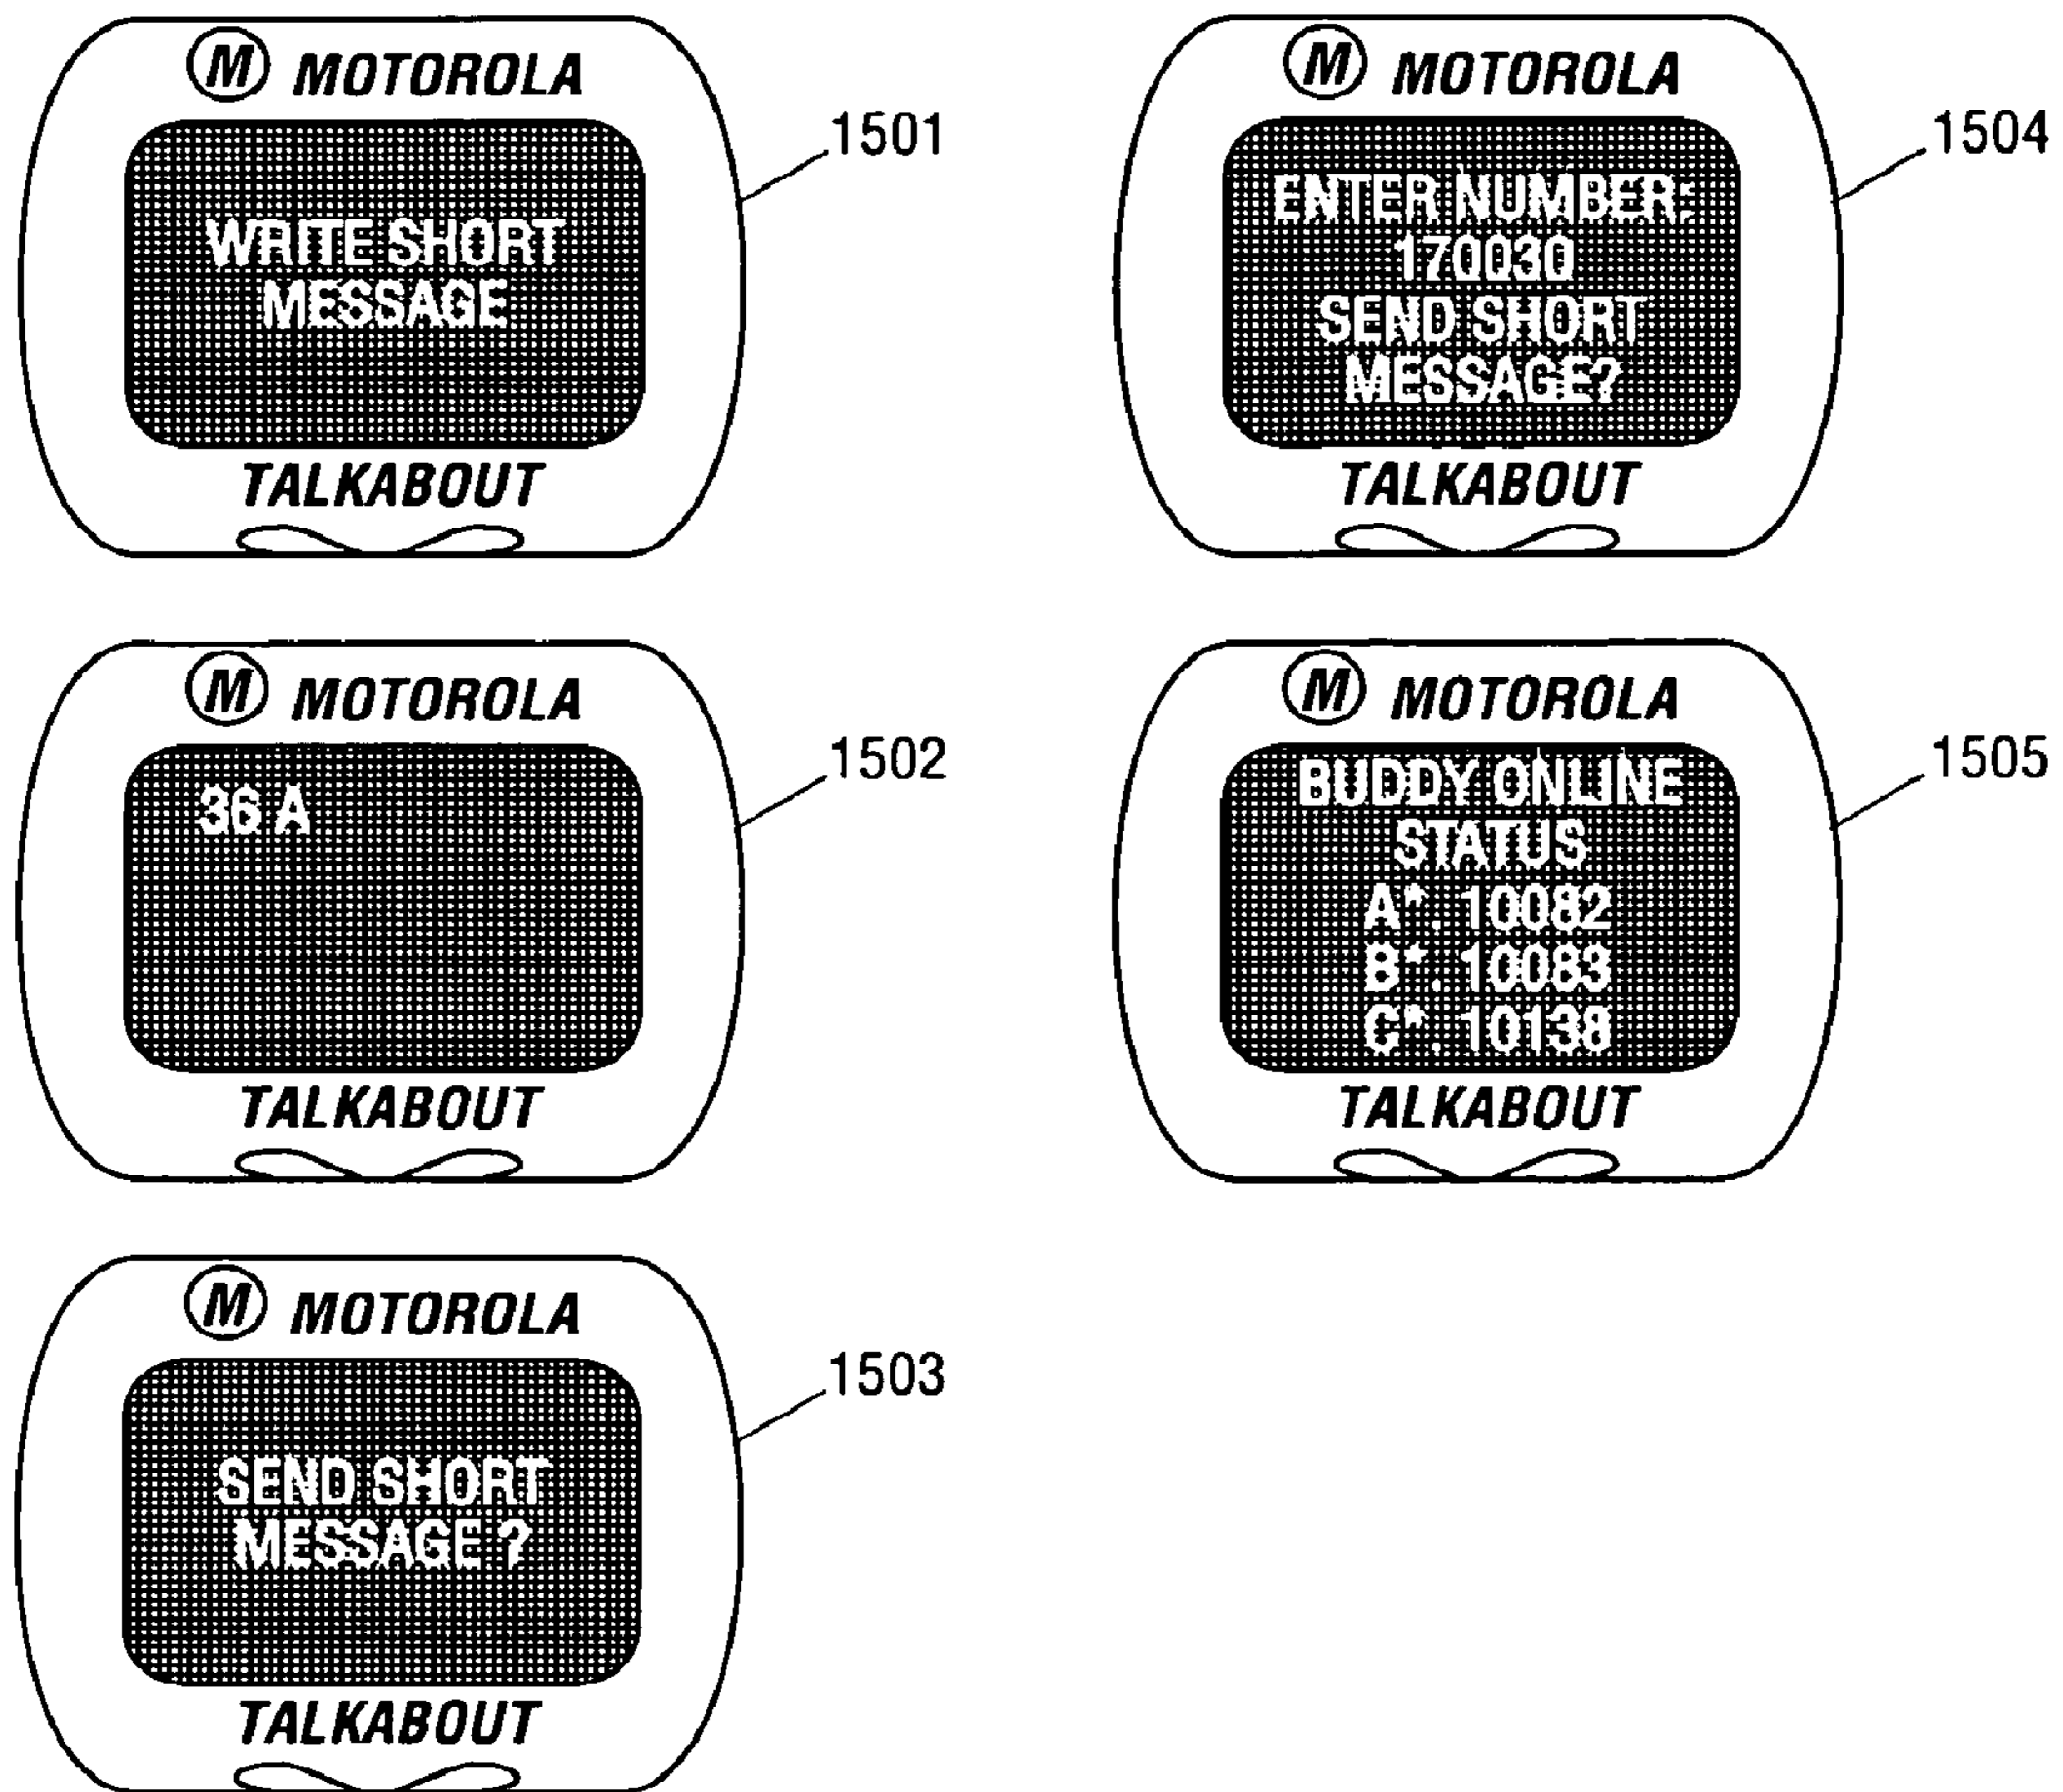 M MOTOROLA
WRITE SHORT
MESSAGE
TALKABOUT
1501
M MOTOROLA
36 A
TALKABOUT
1502
M MOTOROLA
SEND SHORT
MESSAGE ?
TALKABOUT
1503
M MOTOROLA
ENTER NUMBER:
170030
SEND SHORT
MESSAGE?
TALKABOUT
1504
M MOTOROLA
BUDDY ONLINE
STATUS
A*. 10082
B*. 10083
C*. 10138
TALKABOUT
1505